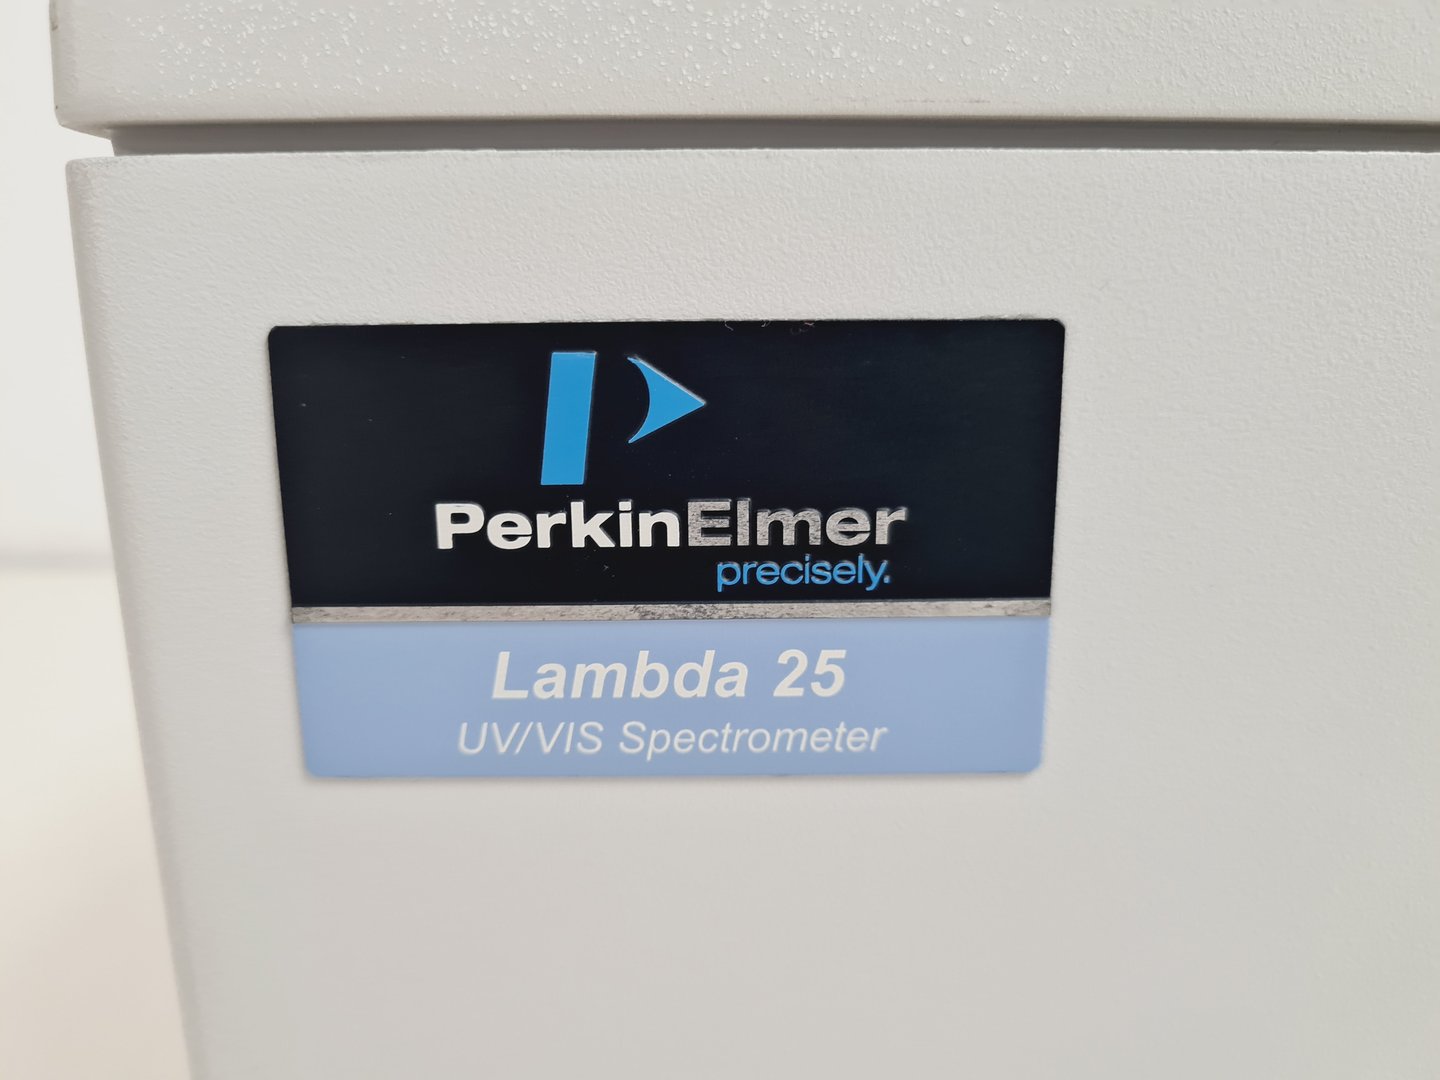 PerkinElmer
precisely.
Lambda 25
UV/VIS Spectrometer